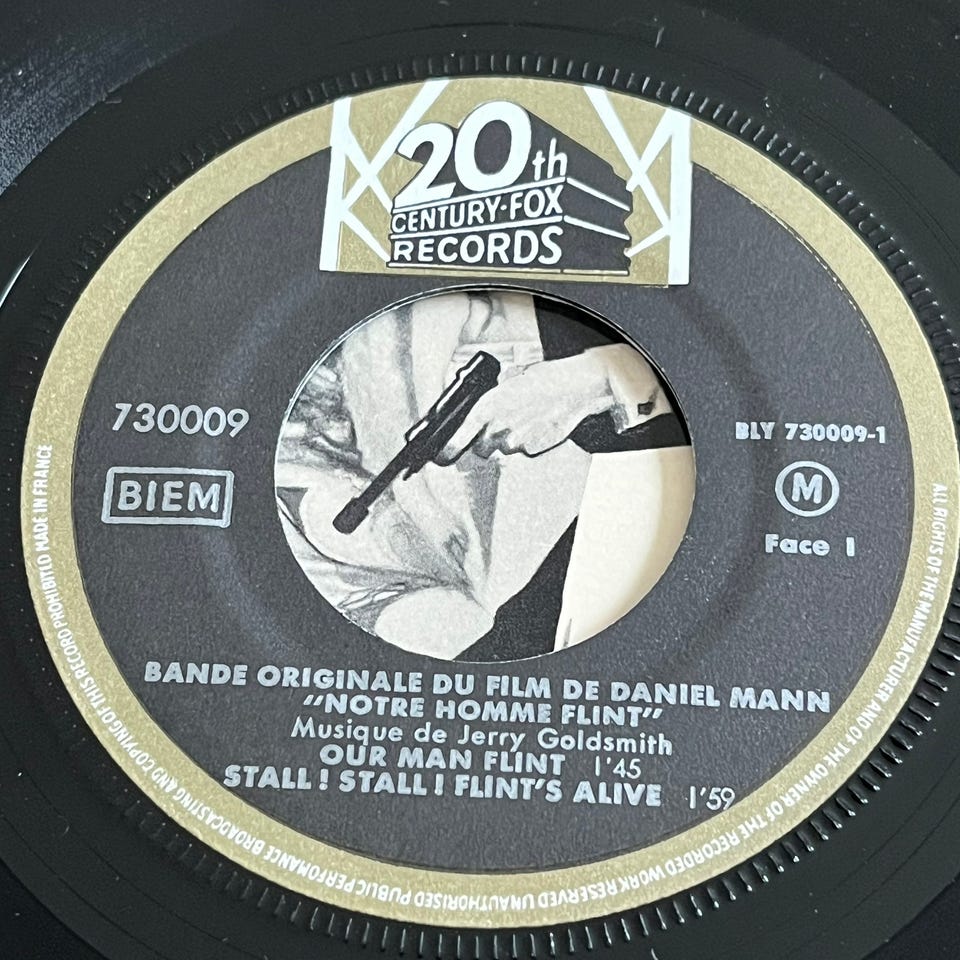 20th
CENTURY-FOX
RECORDS
730009
BIEM
BLY 730009-1
M
Face 1
BANDE ORIGINALE DU FILM DE DANIEL MANN
"NOTRE HOMME FLINT"
Musique de Jerry Goldsmith
OUR MAN FLINT 1'45
STALL! STALL! FLINT'S ALIVE 1'59
ALL RIGHTS OF THE MANUFACTURER AND OF THE OWNER OF THE RECORDED WORK RESERVED UNAUTHORISED PUBLIC PERFOMANCE BROADCASTING AND COPYING OF THIS RECORD PROHIBITED MADE IN FRANCE